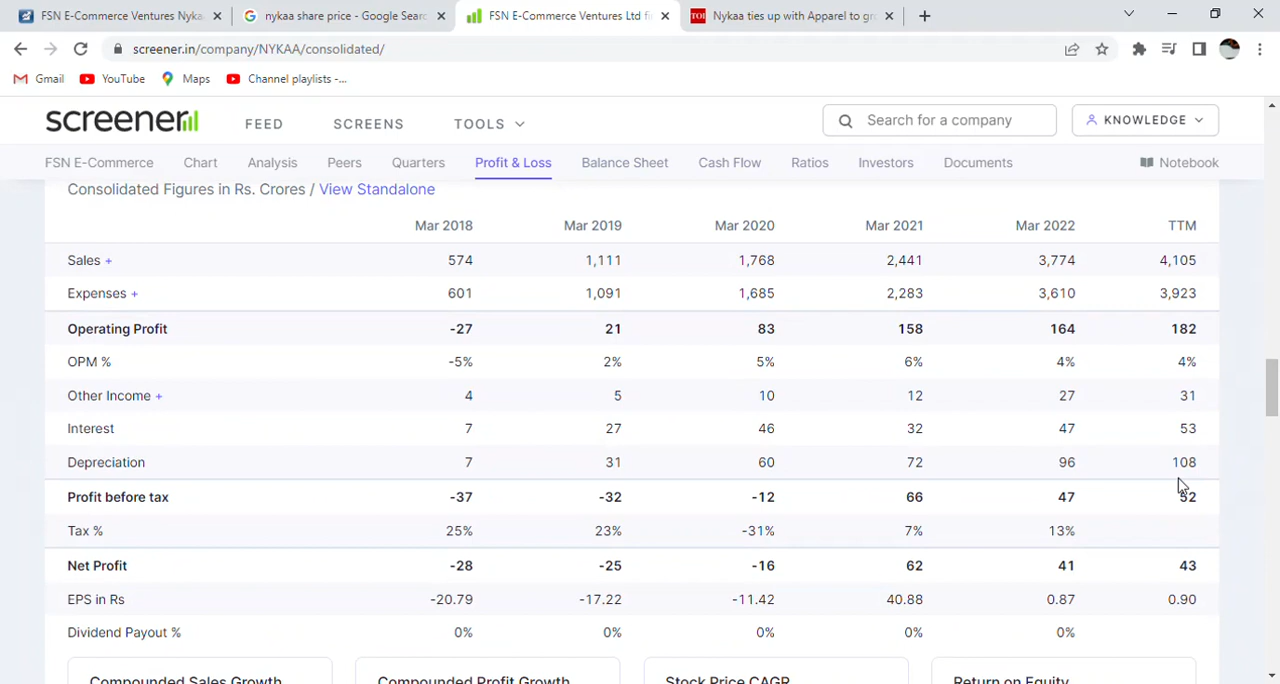 FSN E-Commerce Ventures Nyka
nykaa share price - Google Sear
FSN E-Commerce Ventures Ltd fi
TOI Nykaa ties up with Apparel to gr
screener.in/company/NYKAA/consolidated/
Gmail YouTube Maps Channel playlists -...
screener FEED SCREENS TOOLS Search for a company KNOWLEDGE
FSN E-Commerce Chart Analysis Peers Quarters Profit & Loss Balance Sheet Cash Flow Ratios Investors Documents Notebook
Consolidated Figures in Rs. Crores / View Standalone
Mar 2018 Mar 2019 Mar 2020 Mar 2021 Mar 2022 TTM
Sales + 574 1,111 1,768 2,441 3,774 4,105
Expenses + 601 1,091 1,685 2,283 3,610 3,923
Operating Profit -27 21 83 158 164 182
OPM % -5% 2% 5% 6% 4% 4%
Other Income + 4 5 10 12 27 31
Interest 7 27 46 32 47 53
Depreciation 7 31 60 72 96 108
Profit before tax -37 -32 -12 66 47 52
Tax % 25% 23% -31% 7% 13%
Net Profit -28 -25 -16 62 41 43
EPS in Rs -20.79 -17.22 -11.42 40.88 0.87 0.90
Dividend Payout % 0% 0% 0% 0% 0%
Compounded Sales Growth Compounded Profit Growth Stock Price CAGR Return on Equity